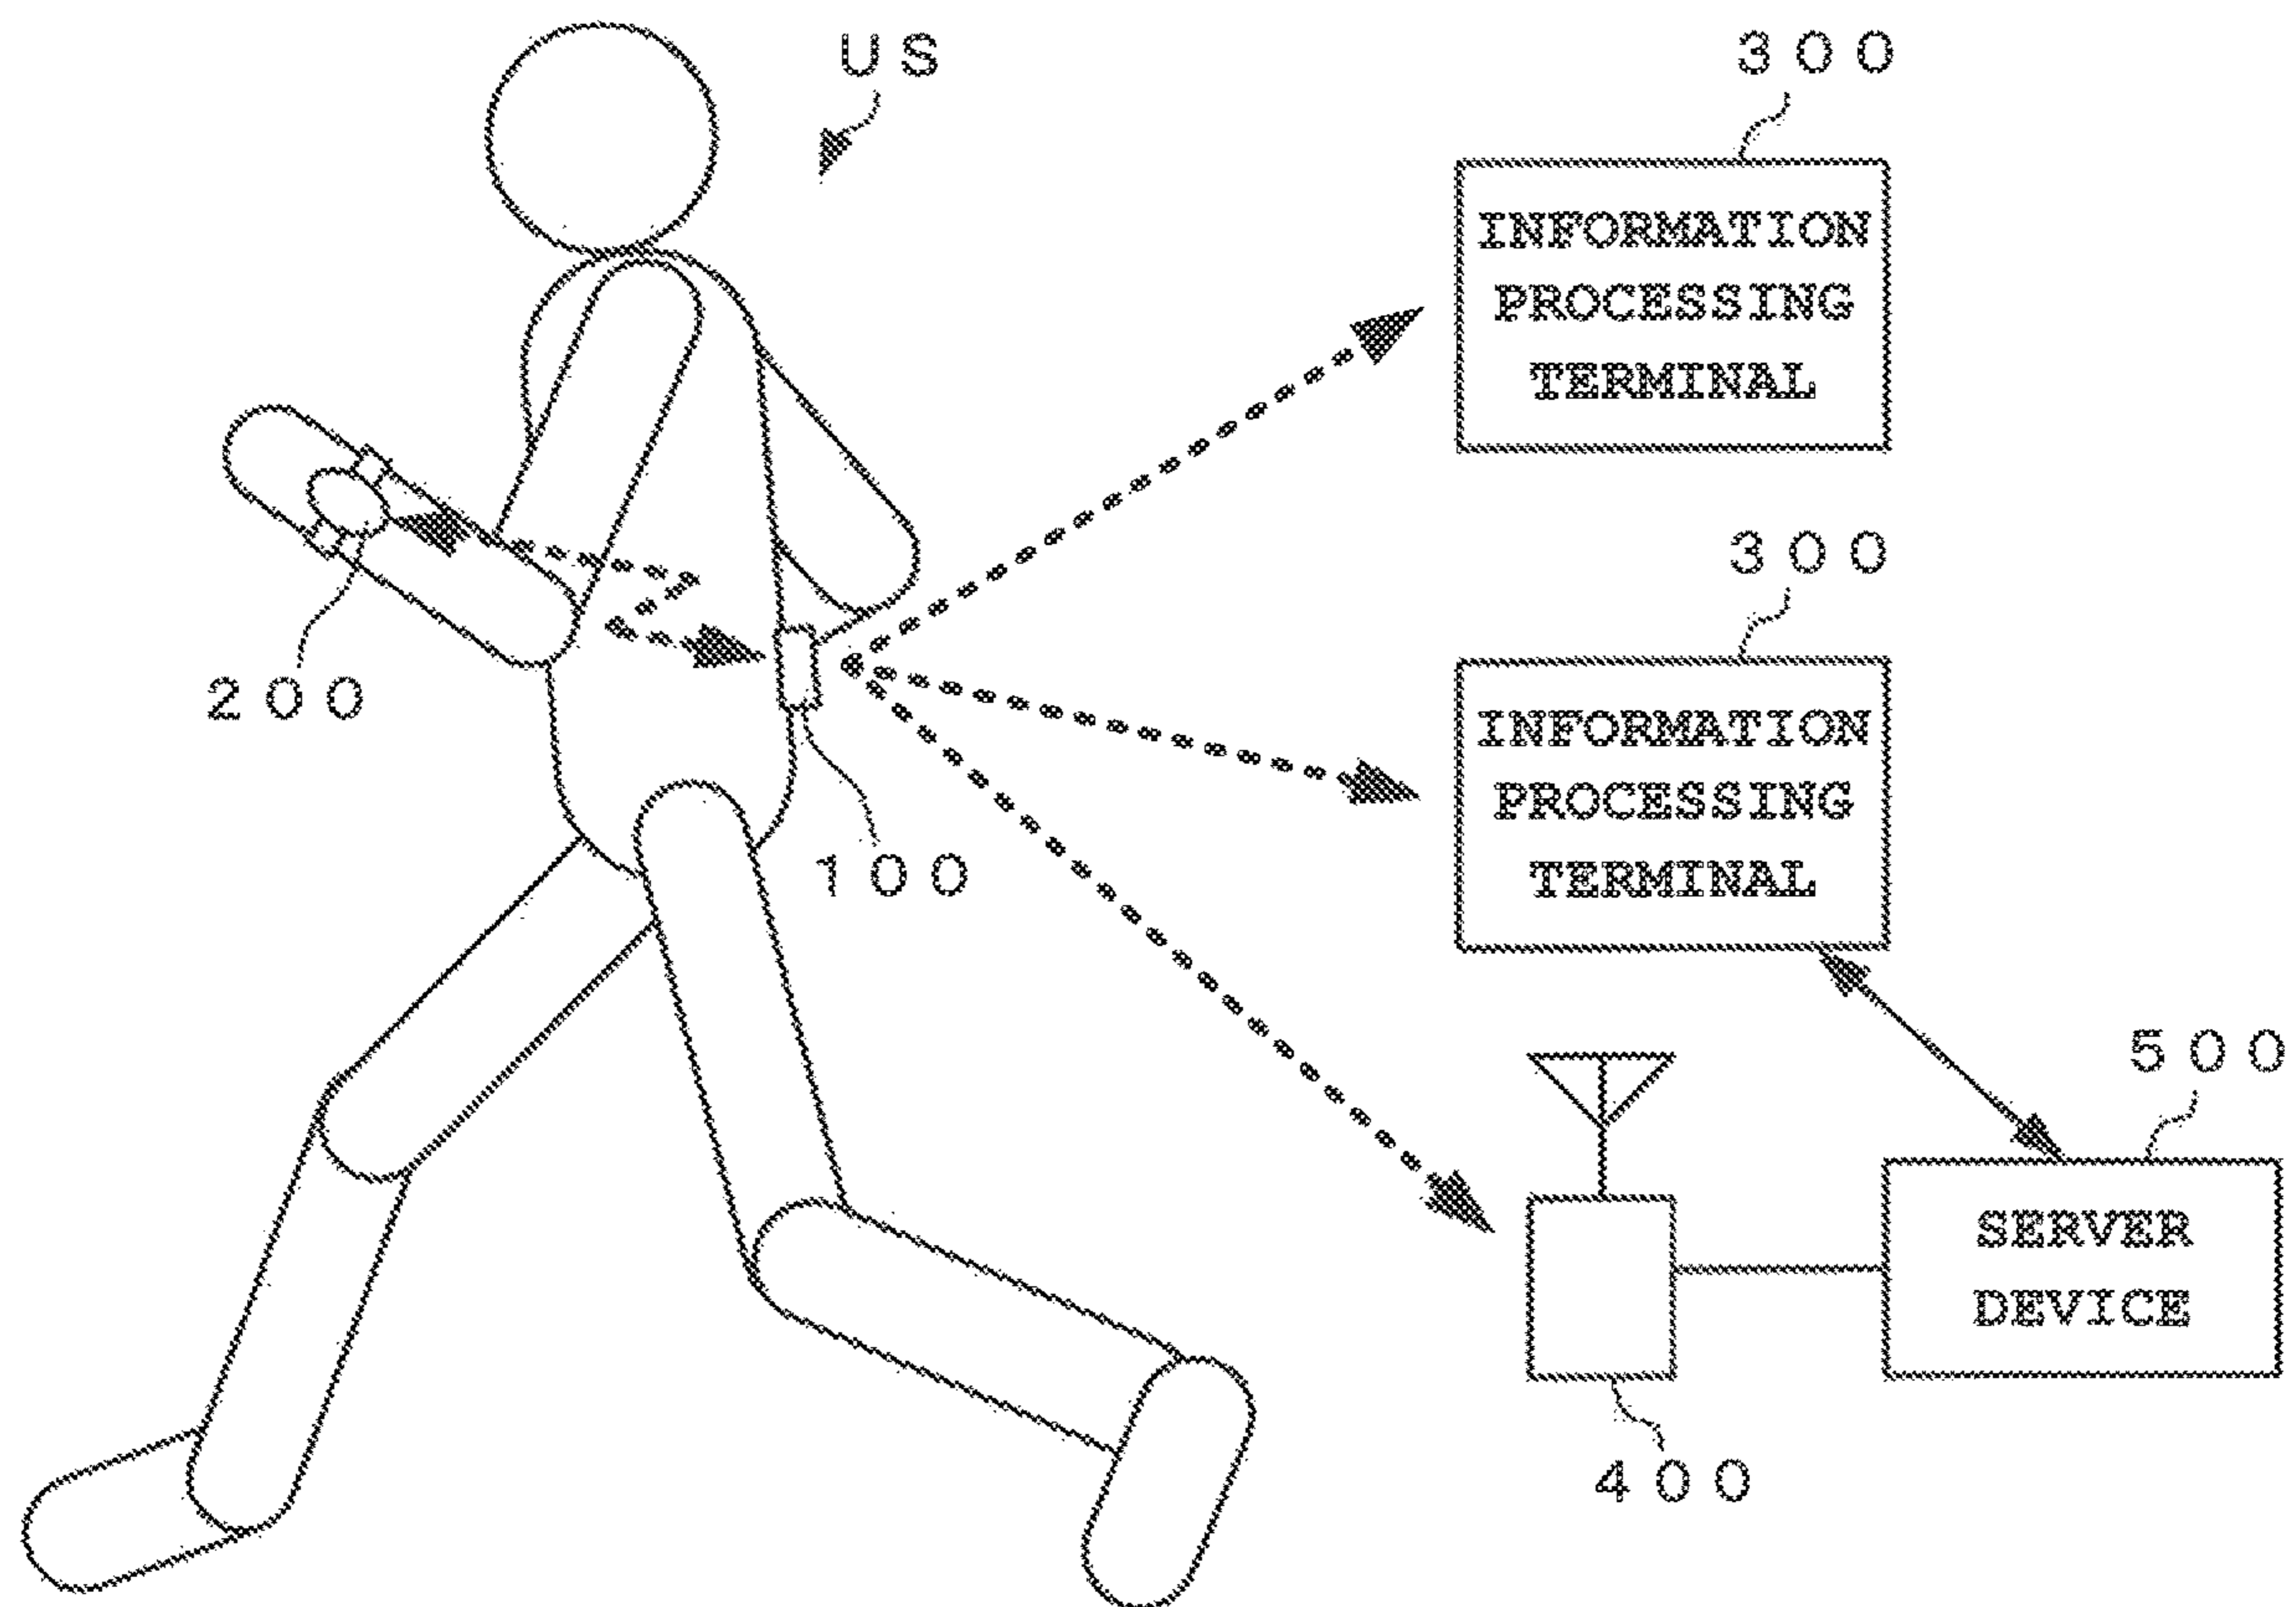 US
300
INFORMATION
PROCESSING
TERMINAL
200
300
INFORMATION
PROCESSING
TERMINAL
100
500
SERVER
DEVICE
400